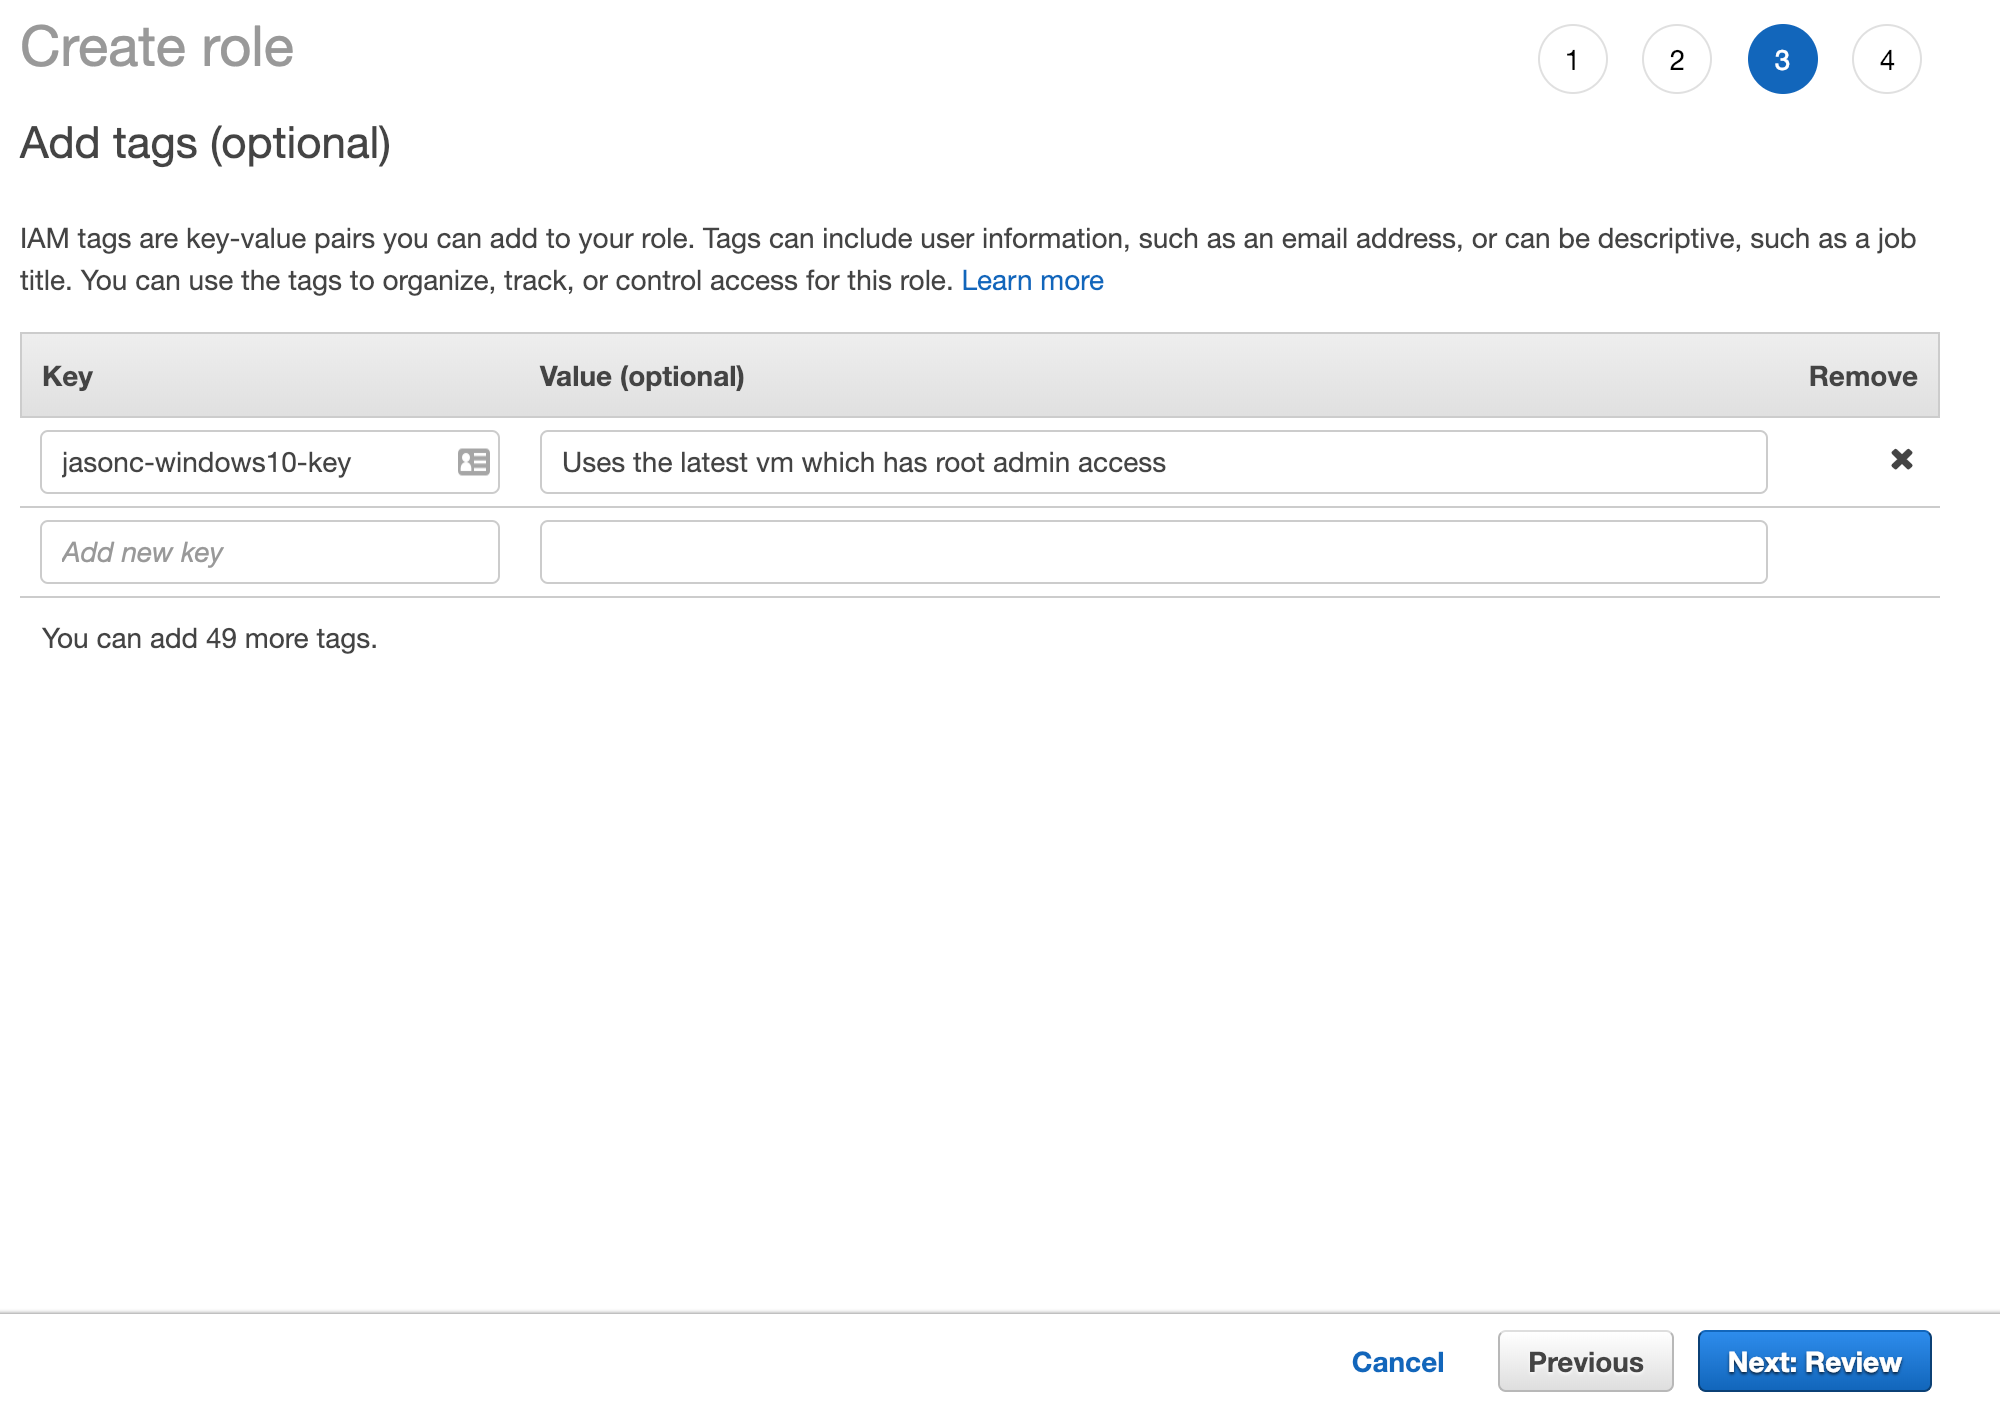 Create role
1 2 3 4
Add tags (optional)
IAM tags are key-value pairs you can add to your role. Tags can include user information, such as an email address, or can be descriptive, such as a job
title. You can use the tags to organize, track, or control access for this role. Learn more
Key Value (optional) Remove
jasonc-windows10-key Uses the latest vm which has root admin access
Add new key
You can add 49 more tags.
Cancel Previous Next: Review